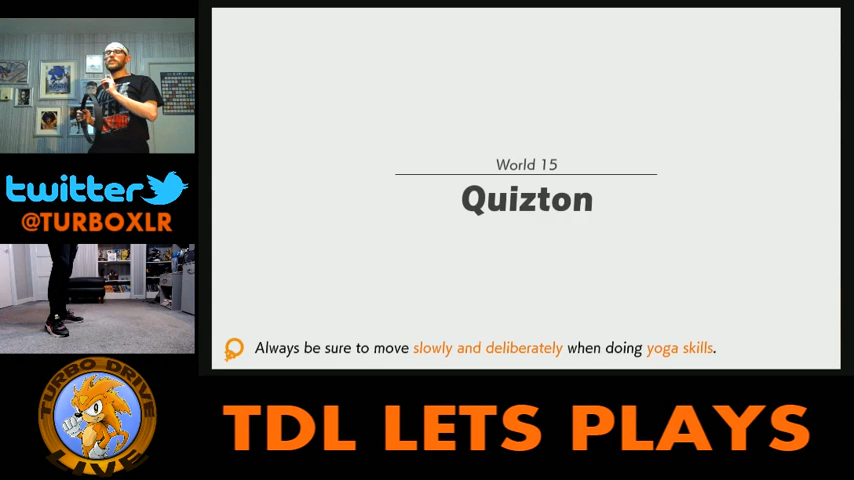 World 15
Quizton
Always be sure to move slowly and deliberately when doing yoga skills.
twitter
@TURBOXLR
TURBO DRIVE
LIVE
TDL LETS PLAYS